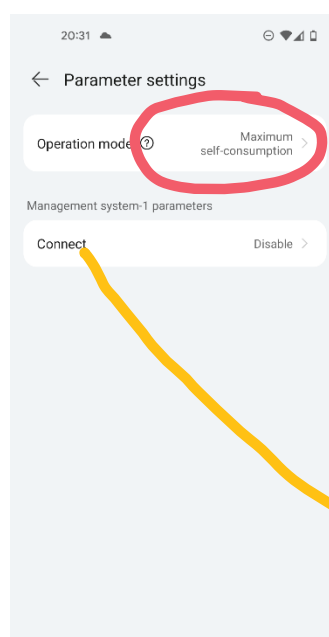 20:31
Parameter settings
Operation mode
Maximum
self-consumption
Management system-1 parameters
Connect
Disable